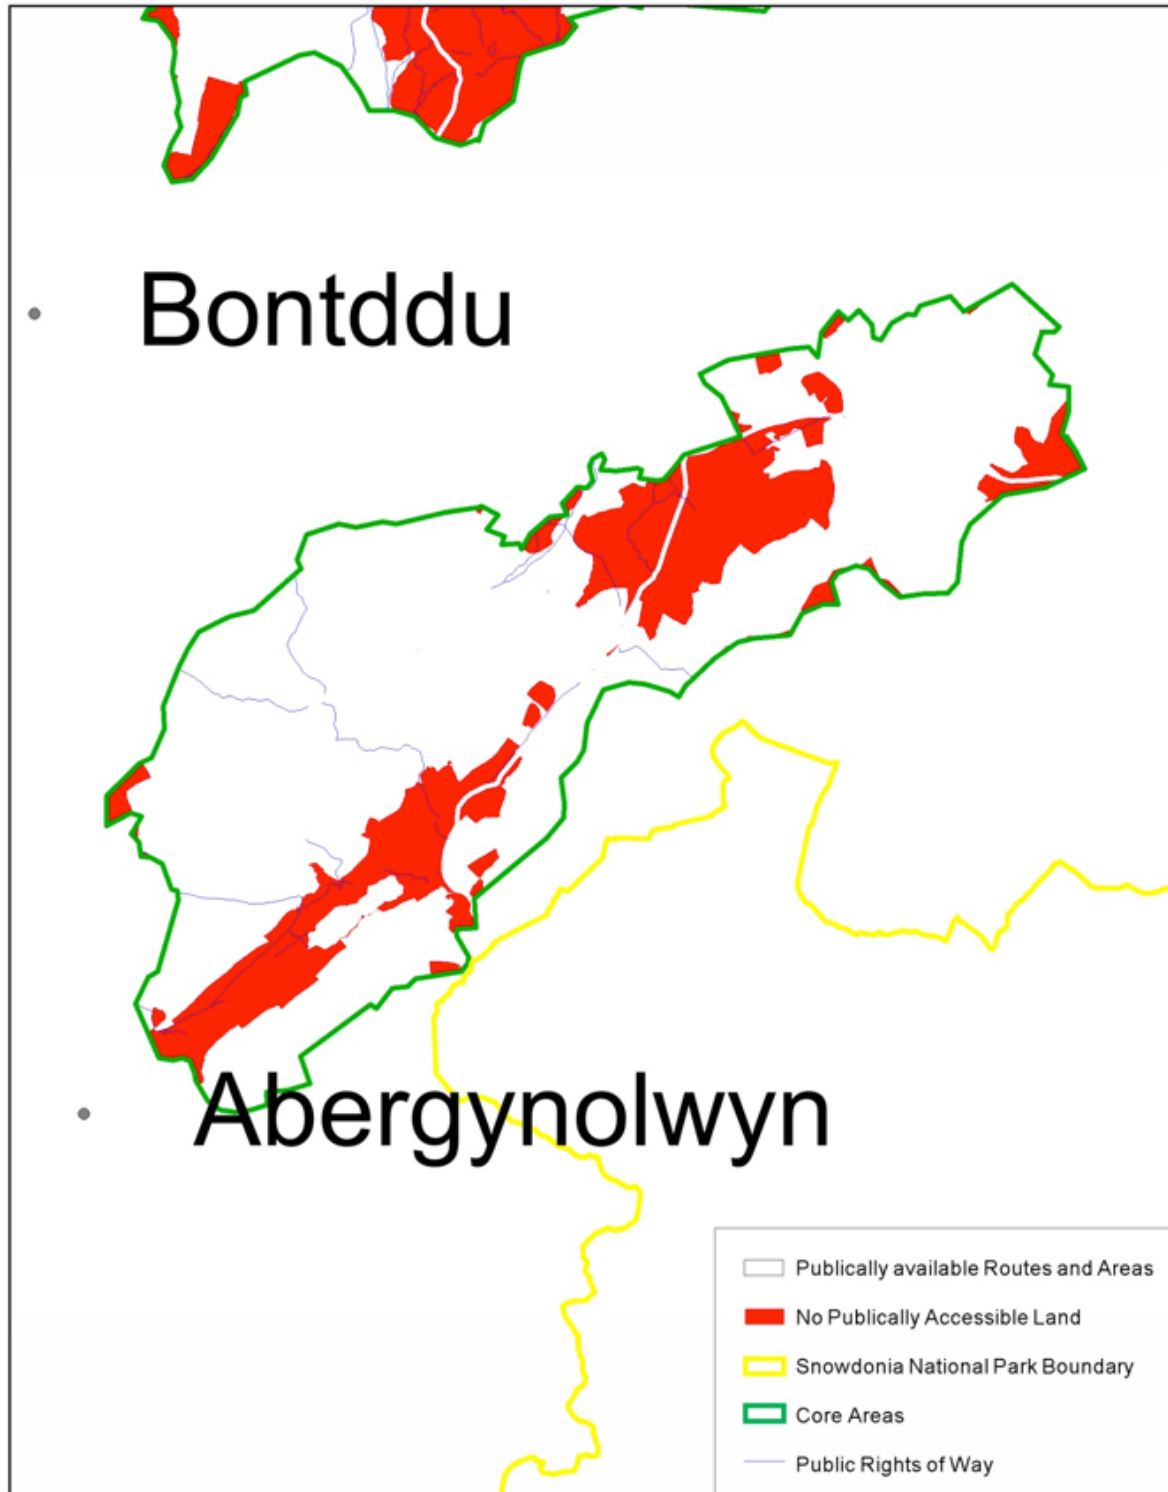 Bontddu
Abergynolwyn
Publically available Routes and Areas
No Publically Accessible Land
Snowdonia National Park Boundary
Core Areas
Public Rights of Way